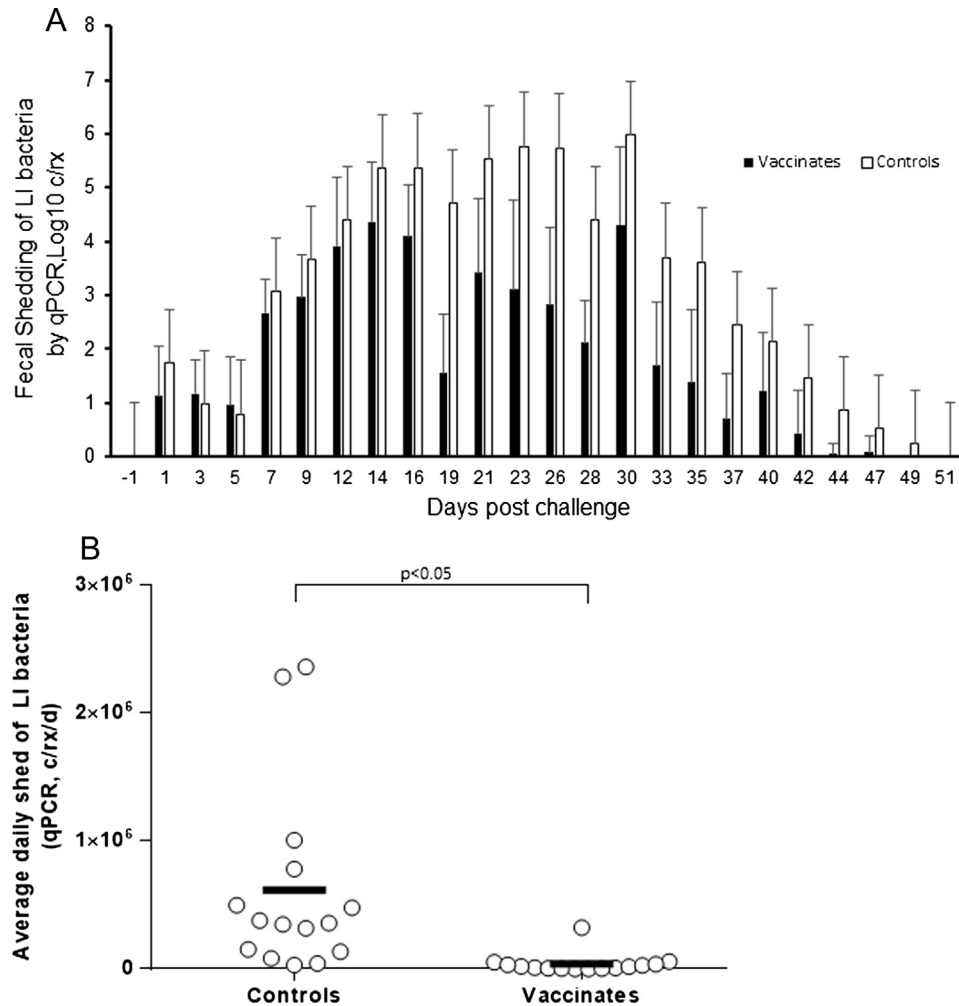 A
8
7
6
5
4
3
2
1
0
Fecal Shedding of LI bacteria
by qPCR,Log10 c/rx
Vaccinates Controls
-1 1 3 5 7 9 12 14 16 19 21 23 26 28 30 33 35 37 40 42 44 47 49 51
Days post challenge
B
p<0.05
3×10⁶
2×10⁶
1×10⁶
0
Average daily shed of LI bacteria
(qPCR, c/rx/d)
Controls Vaccinates